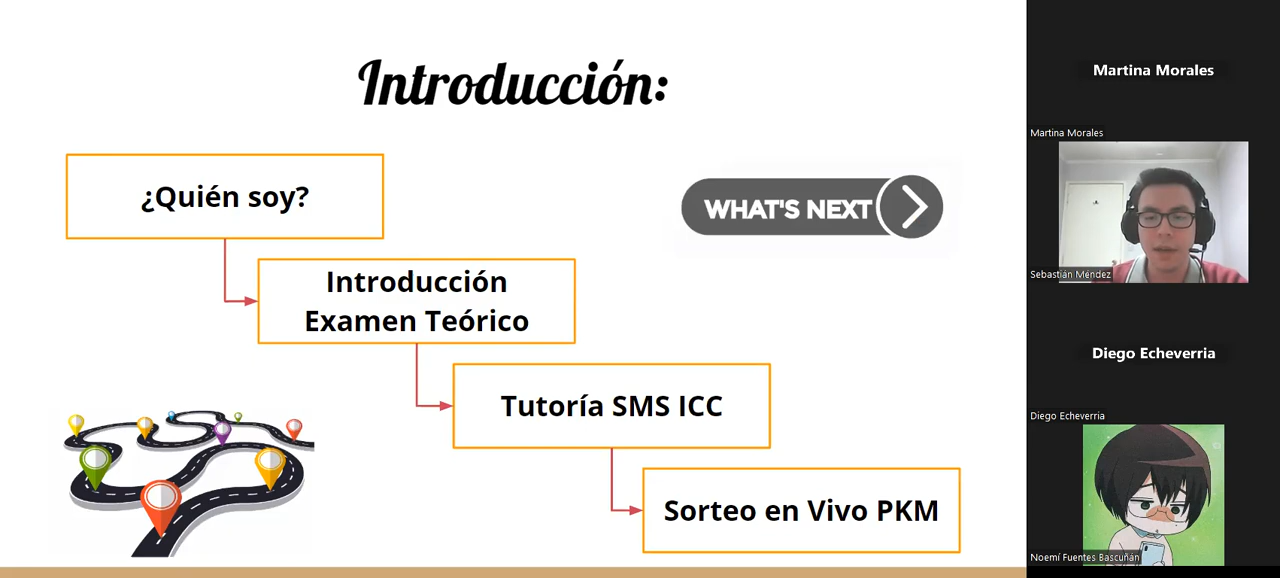 Introducción:
¿Quién soy?
WHAT'S NEXT
Introducción
Examen Teórico
Tutoría SMS ICC
Sorteo en Vivo PKM
Martina Morales
Martina Morales
Sebastián Méndez
Diego Echeverria
Diego Echeverria
Noemí Fuentes Bascuñán